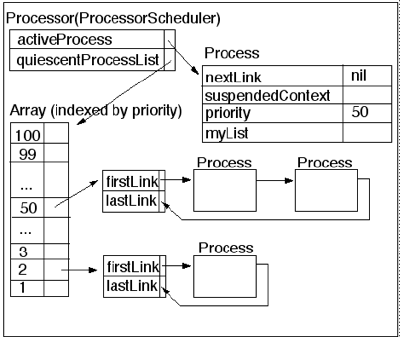 Processor(ProcessorScheduler)
activeProcess
quiescentProcessList
Process
nextLink nil
suspendedContext
priority 50
myList
Array (indexed by priority)
100
99
...
50
...
3
2
1
firstLink
lastLink
Process
Process
firstLink
lastLink
Process